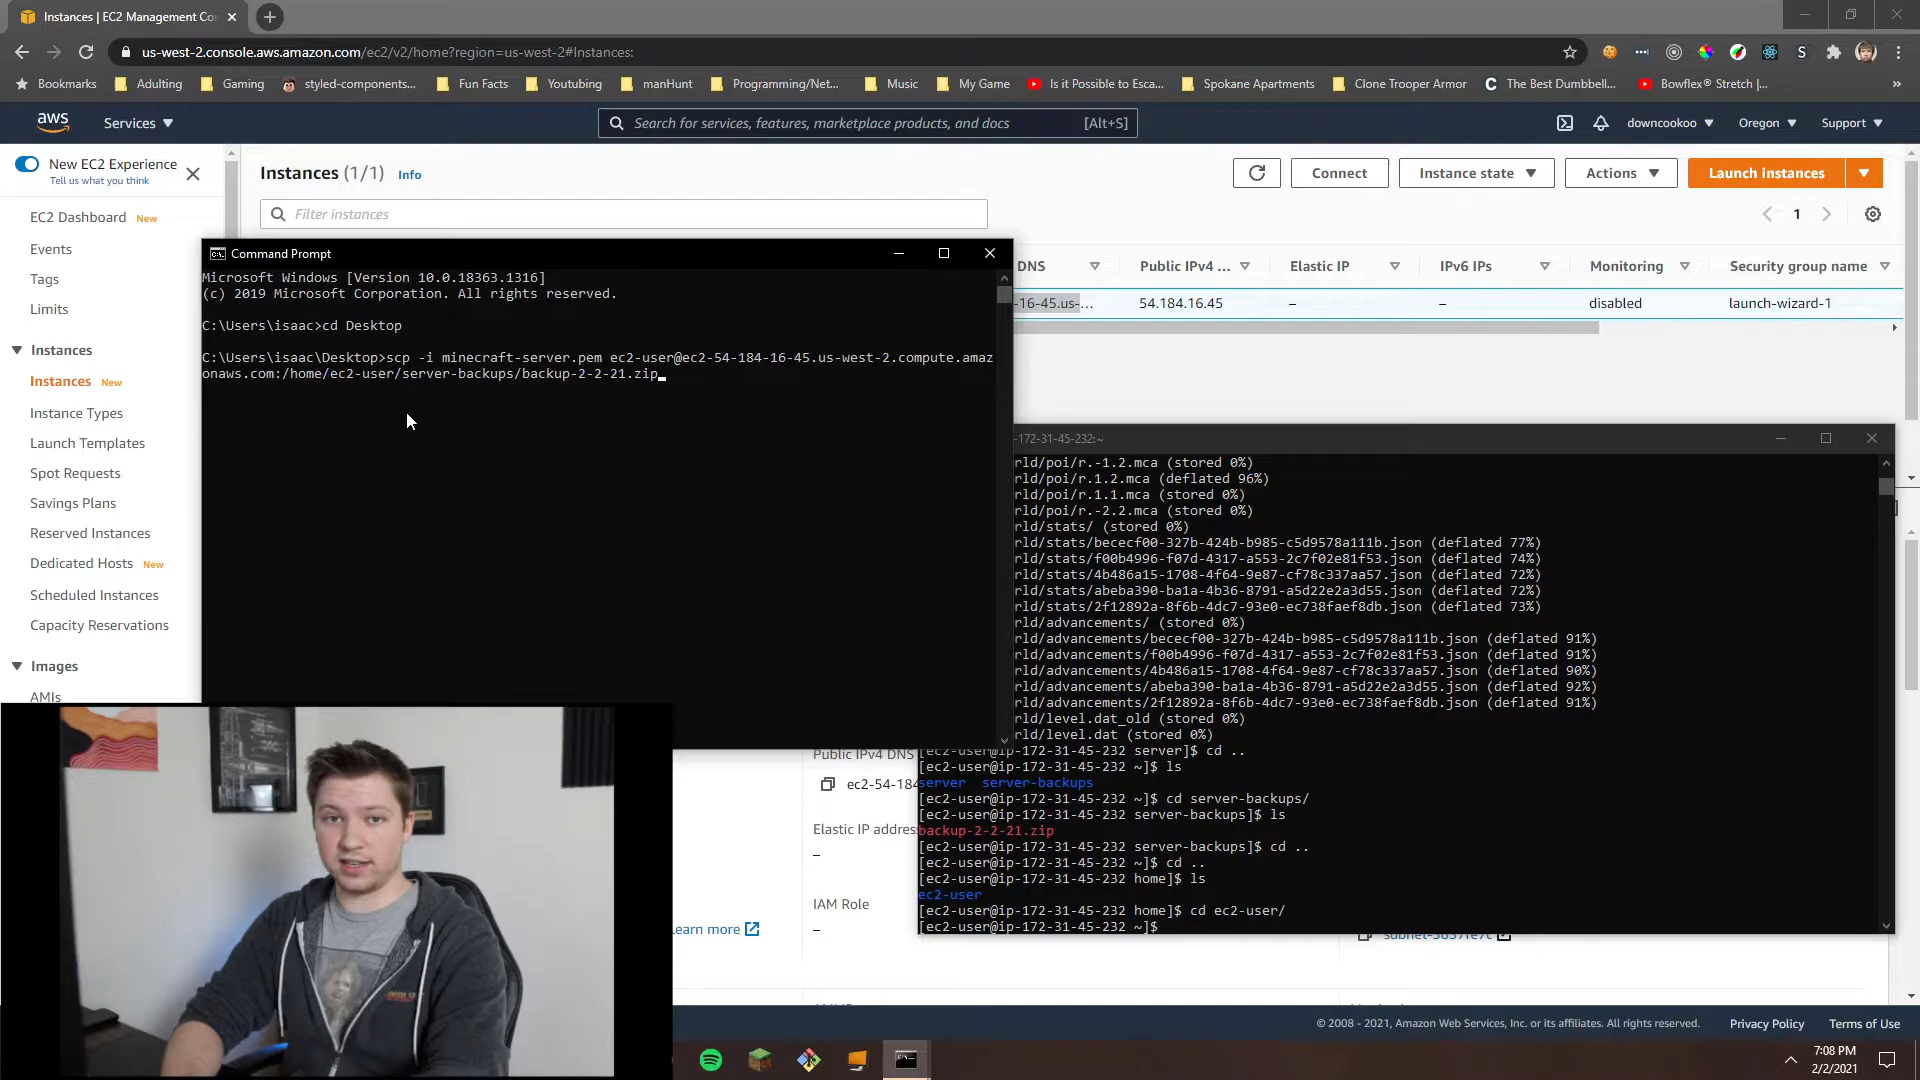 Instances | EC2 Management Con
us-west-2.console.aws.amazon.com/ec2/v2/home?region=us-west-2#Instances:
Bookmarks
Adulting
Gaming
styled-components...
Fun Facts
Youtubing
manHunt
Programming/Net...
Music
My Game
Is it Possible to Esca...
Spokane Apartments
Clone Trooper Armor
The Best Dumbbell...
Bowflex® Stretch |...
»
aws
Services
Search for services, features, marketplace products, and docs
[Alt+S]
downcookoo
Oregon
Support
New EC2 Experience
Tell us what you think
EC2 Dashboard New
Events
Tags
Limits
Instances
Instances New
Instance Types
Launch Templates
Spot Requests
Savings Plans
Reserved Instances
Dedicated Hosts New
Scheduled Instances
Capacity Reservations
Images
AMIs
Instances (1/1) Info
Connect
Instance state
Actions
Launch instances
Filter instances
1
DNS
Public IPv4 ...
Elastic IP
IPv6 IPs
Monitoring
Security group name
-16-45.us-...
54.184.16.45
–
–
disabled
launch-wizard-1
Command Prompt
Microsoft Windows [Version 10.0.18363.1316]
(c) 2019 Microsoft Corporation. All rights reserved.
C:\Users\isaac>cd Desktop
C:\Users\isaac\Desktop>scp -i minecraft-server.pem ec2-user@ec2-54-184-16-45.us-west-2.compute.amaz
onaws.com:/home/ec2-user/server-backups/backup-2-2-21.zip
-172-31-45-232:~
rld/poi/r.-1.2.mca (stored 0%)
rld/poi/r.1.2.mca (deflated 96%)
rld/poi/r.1.1.mca (stored 0%)
rld/poi/r.-2.2.mca (stored 0%)
rld/stats/ (stored 0%)
rld/stats/bececf00-327b-424b-b985-c5d9578a111b.json (deflated 77%)
rld/stats/f00b4996-f07d-4317-a553-2c7f02e81f53.json (deflated 74%)
rld/stats/4b486a15-1708-4f64-9e87-cf78c337aa57.json (deflated 72%)
rld/stats/abeba390-ba1a-4b36-8791-a5d22e2a3d55.json (deflated 72%)
rld/stats/2f12892a-8f6b-4dc7-93e0-ec738faef8db.json (deflated 73%)
rld/advancements/ (stored 0%)
rld/advancements/bececf00-327b-424b-b985-c5d9578a111b.json (deflated 91%)
rld/advancements/f00b4996-f07d-4317-a553-2c7f02e81f53.json (deflated 91%)
rld/advancements/4b486a15-1708-4f64-9e87-cf78c337aa57.json (deflated 90%)
rld/advancements/abeba390-ba1a-4b36-8791-a5d22e2a3d55.json (deflated 92%)
rld/advancements/2f12892a-8f6b-4dc7-93e0-ec738faef8db.json (deflated 91%)
rld/level.dat_old (stored 0%)
rld/level.dat (stored 0%)
[ec2-user@ip-172-31-45-232 server]$ cd ..
[ec2-user@ip-172-31-45-232 ~]$ ls
server server-backups
[ec2-user@ip-172-31-45-232 ~]$ cd server-backups/
[ec2-user@ip-172-31-45-232 server-backups]$ ls
backup-2-2-21.zip
[ec2-user@ip-172-31-45-232 server-backups]$ cd ..
[ec2-user@ip-172-31-45-232 ~]$ cd ..
[ec2-user@ip-172-31-45-232 home]$ ls
ec2-user
[ec2-user@ip-172-31-45-232 home]$ cd ec2-user/
[ec2-user@ip-172-31-45-232 ~]$
Public IPv4 DNS
ec2-54-184
Elastic IP addres
–
IAM Role
–
Learn more
© 2008 - 2021, Amazon Web Services, Inc. or its affiliates. All rights reserved.
Privacy Policy
Terms of Use
7:08 PM
2/2/2021